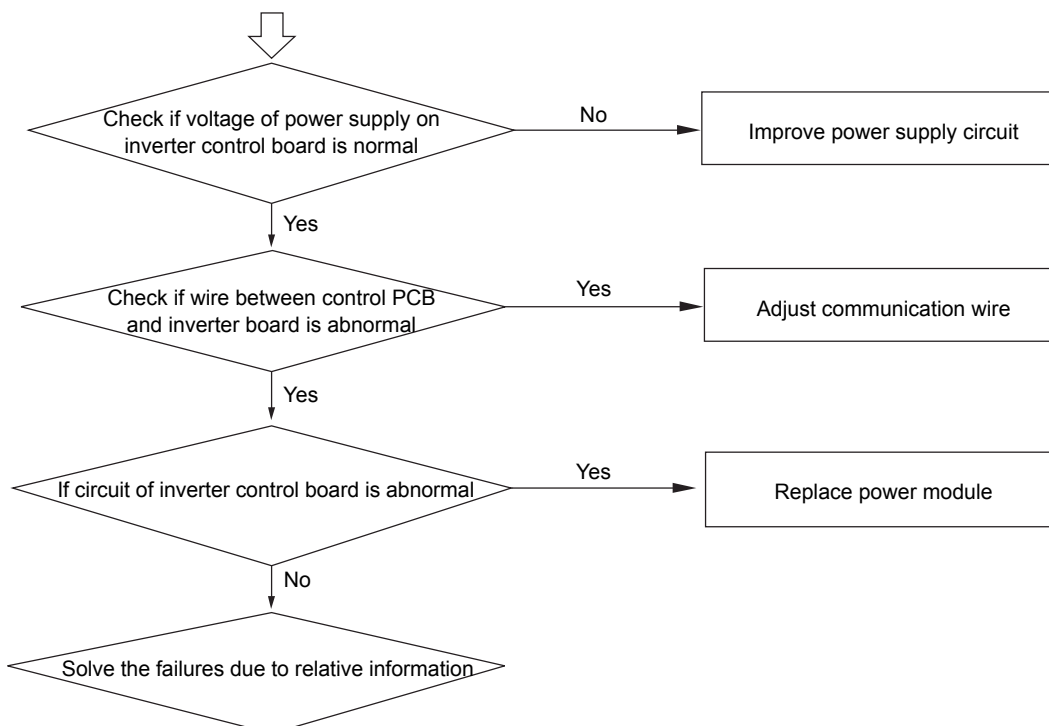 Check if voltage of power supply on
inverter control board is normal
No
Improve power supply circuit
Yes
Check if wire between control PCB
and inverter board is abnormal
Yes
Adjust communication wire
Yes
If circuit of inverter control board is abnormal
Yes
Replace power module
No
Solve the failures due to relative information